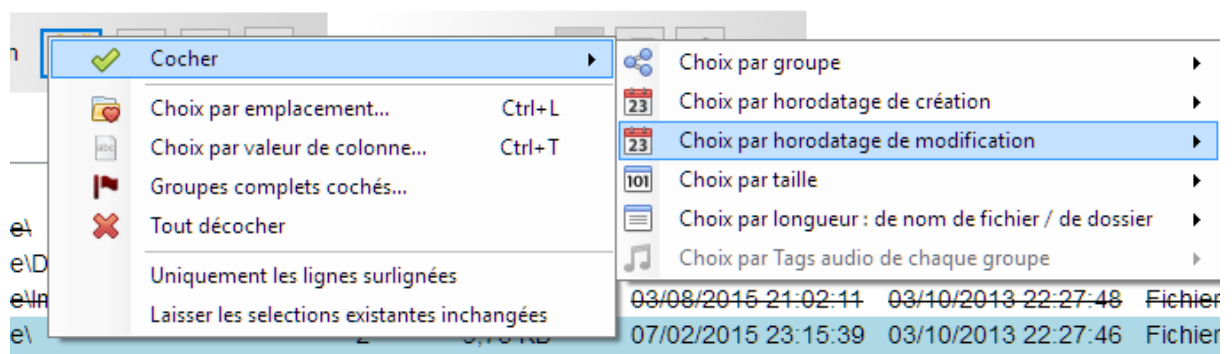 Cocher
Choix par emplacement... Ctrl+L
Choix par valeur de colonne... Ctrl+T
Groupes complets cochés...
Tout décocher
Uniquement les lignes surlignées
Laisser les selections existantes inchangées
Choix par groupe
Choix par horodatage de création
Choix par horodatage de modification
Choix par taille
Choix par longueur : de nom de fichier / de dossier
Choix par Tags audio de chaque groupe
e\
e\D
e\In
03/08/2015 21:02:11 03/10/2013 22:27:48 Fichier
e\ 07/02/2015 23:15:39 03/10/2013 22:27:46 Fichier